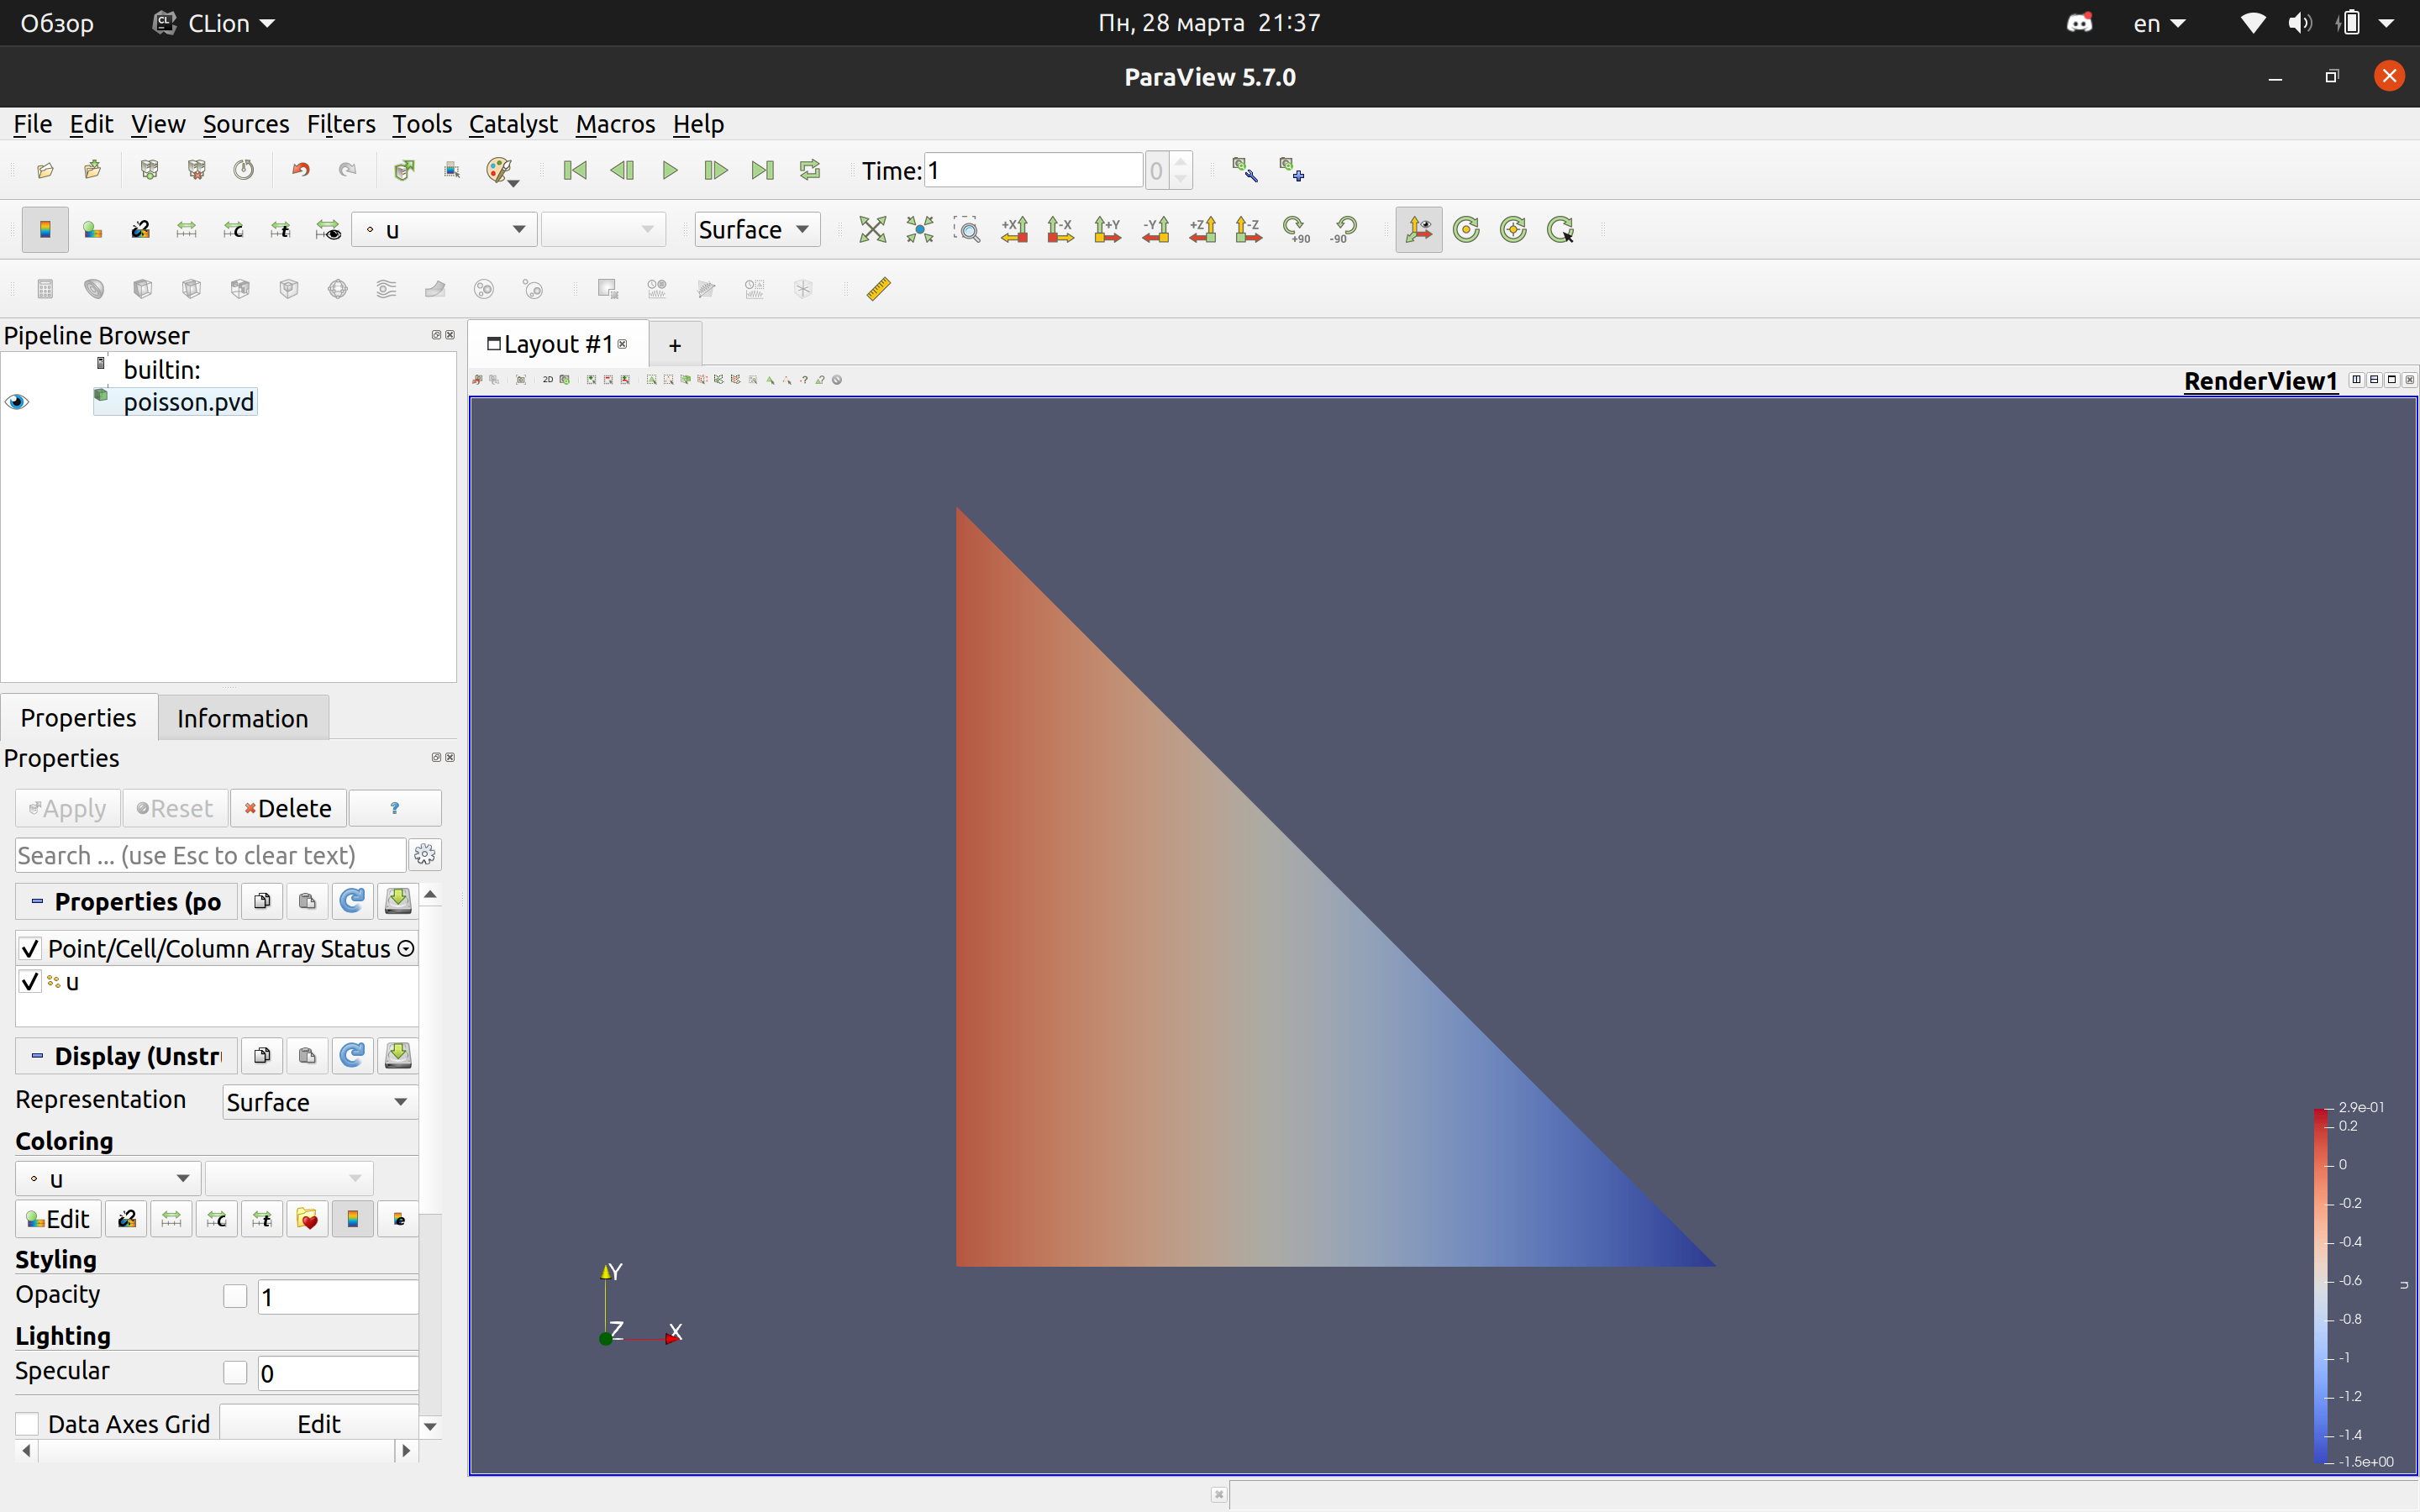 Обзор CLion Пн, 28 марта 21:37 en
ParaView 5.7.0
File Edit View Sources Filters Tools Catalyst Macros Help
Time: 1 0
u Surface +X -X +Y -Y +Z -Z +90 -90
Pipeline Browser
builtin:
poisson.pvd
Layout #1 +
2D RenderView1
Properties Information
Properties
Apply Reset Delete ?
Search ... (use Esc to clear text)
Properties (po
Point/Cell/Column Array Status
u
Display (Unstr
Representation Surface
Coloring
u
Edit
Styling
Opacity 1
Lighting
Specular 0
Data Axes Grid Edit
Y
Z X
2.9e-01
0.2
0
-0.2
-0.4
-0.6
u
-0.8
-1
-1.2
-1.4
-1.5e+00